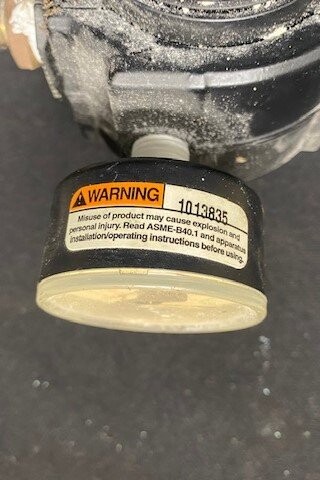 WARNING 1013835
Misuse of product may cause explosion and
personal injury. Read ASME-B40.1 and apparatus
installation/operating instructions before using.